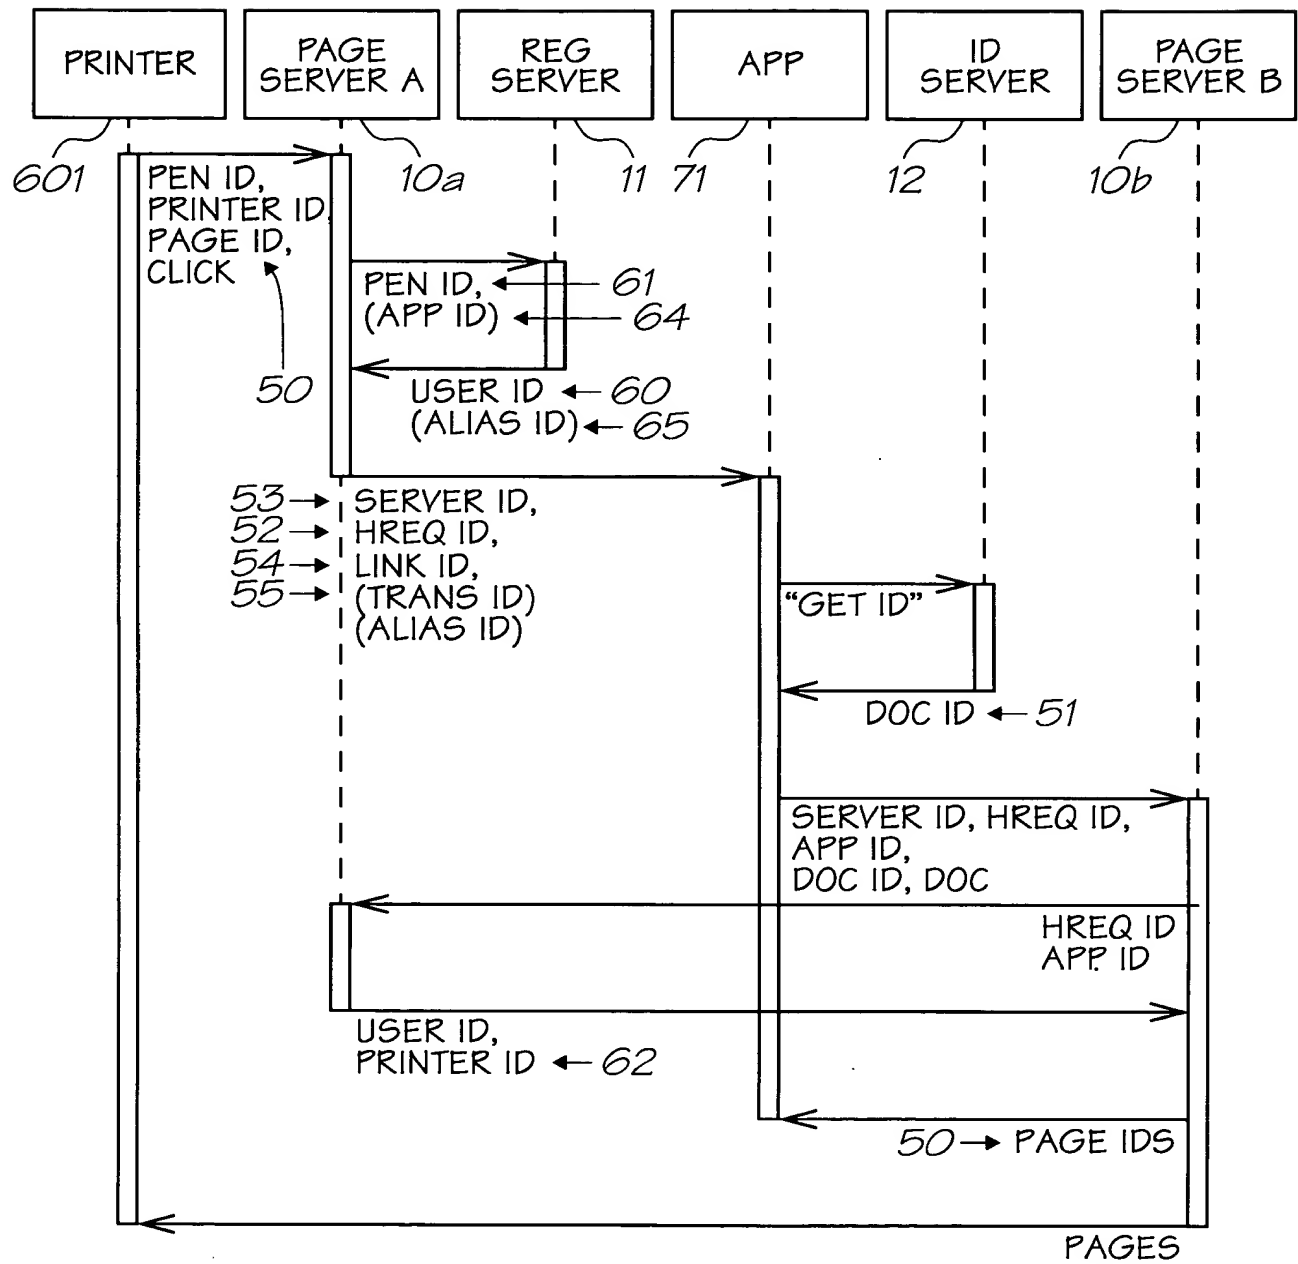 PRINTER
PAGE
SERVER A
REG
SERVER
APP
ID
SERVER
PAGE
SERVER B
601
10a
11
71
12
10b
PEN ID,
PRINTER ID
PAGE ID,
CLICK
50
PEN ID,
61
(APP ID)
64
USER ID
60
(ALIAS ID)
65
53
SERVER ID,
52
HREQ ID,
54
LINK ID,
55
(TRANS ID)
(ALIAS ID)
“GET ID”
DOC ID
51
SERVER ID, HREQ ID,
APP ID,
DOC ID, DOC
HREQ ID
APP ID
USER ID,
PRINTER ID
62
50
PAGE IDS
PAGES